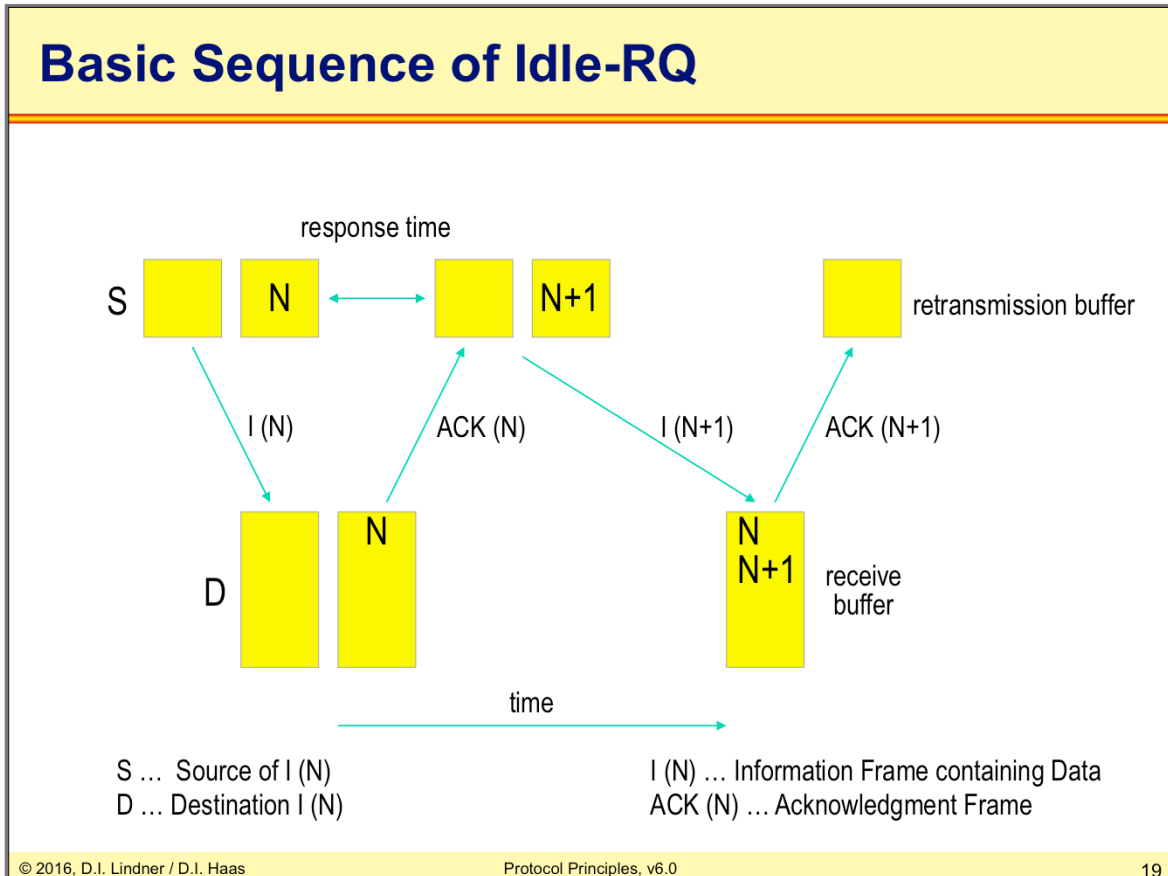 Basic Sequence of Idle-RQ
response time
S
N
N+1
retransmission buffer
I (N)
ACK (N)
I (N+1)
ACK (N+1)
D
N
N
N+1
receive
buffer
time
S … Source of I (N)
D … Destination I (N)
I (N) … Information Frame containing Data
ACK (N) … Acknowledgment Frame
© 2016, D.I. Lindner / D.I. Haas
Protocol Principles, v6.0
19